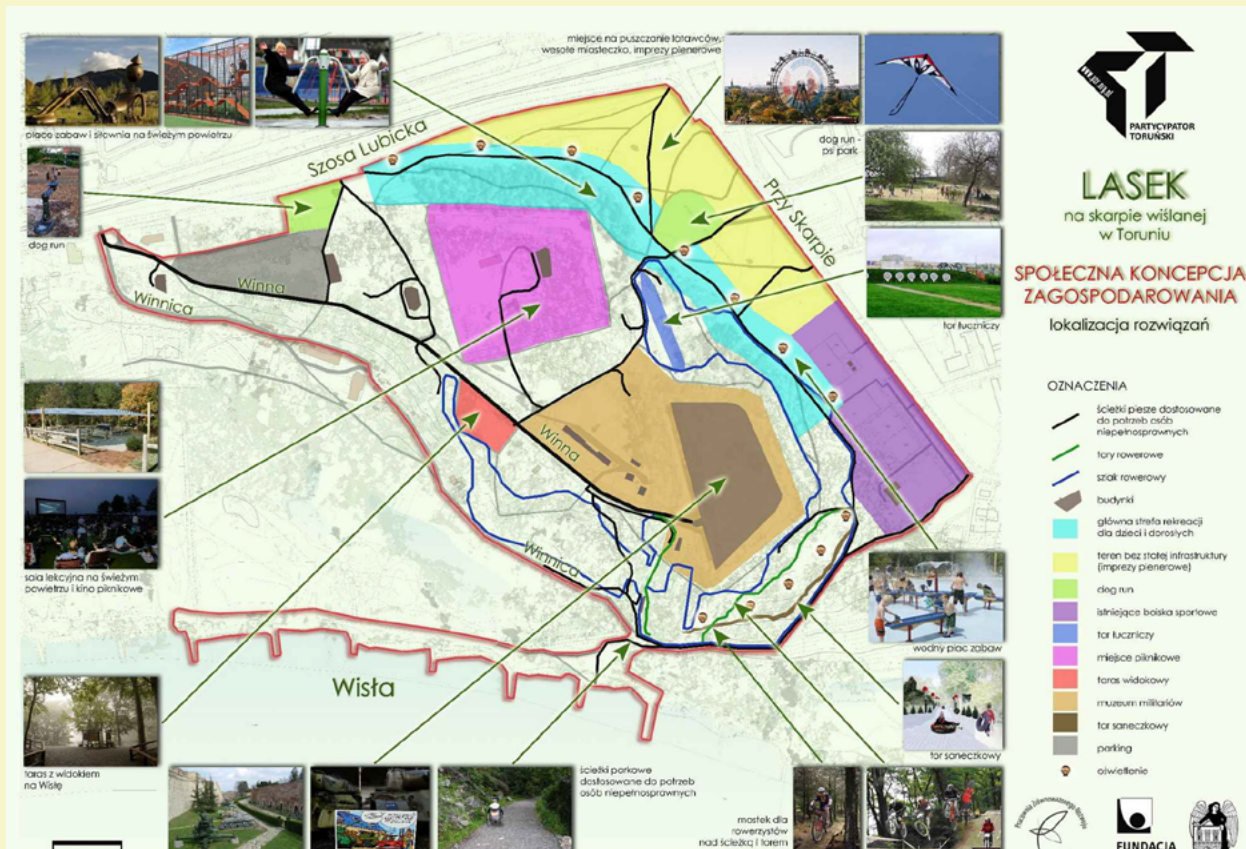 miejsce na puszczanie latawców,
wesołe miasteczko, imprezy plenerowe
place zabaw i siłownia na świeżym powietrzu
Szosa Lubicka
dog run -
psi park
Przy Skarpie
dog run
Winna
Winnica
tor łuczniczy
Winna
Winnica
sala lekcyjna na świeżym
powietrzu i kino piknikowe
wodny plac zabaw
Wisła
tor saneczkowy
taras z widokiem
na Wisłę
ścieżki parkowe
dostosowane do potrzeb
osób niepełnosprawnych
mostek dla
rowerzystów
nad ścieżką i torem
PARTYCYPATOR
TORUŃSKI
LASEK
na skarpie wiślanej
w Toruniu
SPOŁECZNA KONCEPCJA
ZAGOSPODAROWANIA
lokalizacja rozwiązań
OZNACZENIA
ścieżki piesze dostosowane
do potrzeb osób
niepełnosprawnych
tory rowerowe
szlak rowerowy
budynki
główna strefa rekreacji
dla dzieci i dorosłych
teren bez stałej infrastruktury
(imprezy plenerowe)
dog run
istniejące boiska sportowe
tor łuczniczy
miejsce piknikowe
taras widokowy
muzeum militariów
tor saneczkowy
parking
oświetlenie
Pracownia Zrównoważonego Rozwoju
FUNDACJA